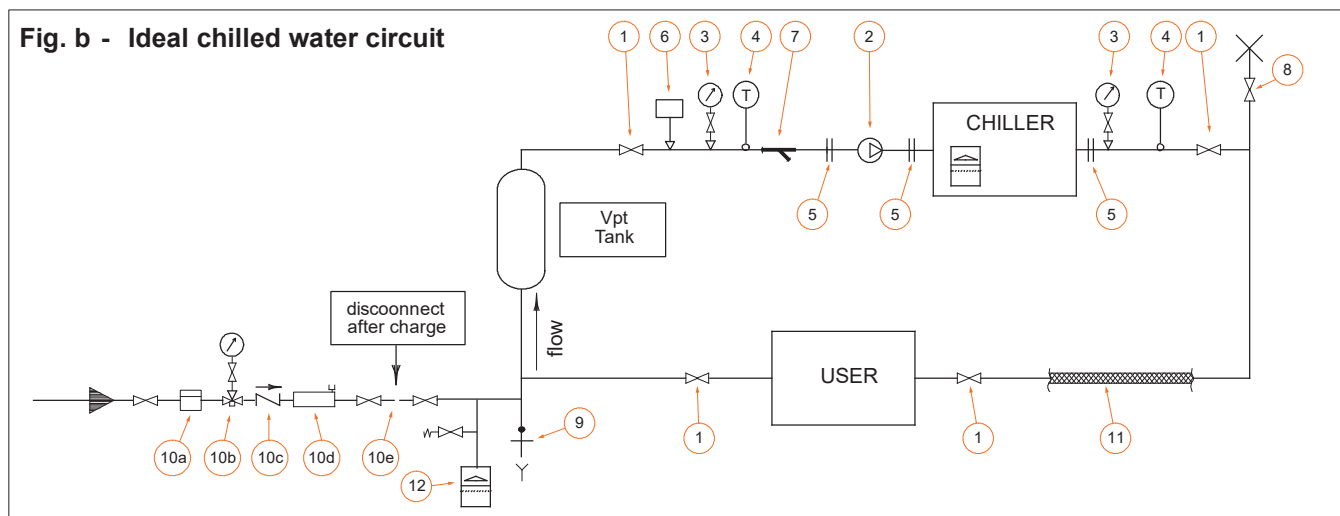 Fig. b - Ideal chilled water circuit
1
6
3
4
7
2
3
4
1
8
T
T
CHILLER
5
5
5
Vpt
Tank
discoonnect
after charge
flow
USER
10a
10b
10c
10d
10e
9
1
1
11
12